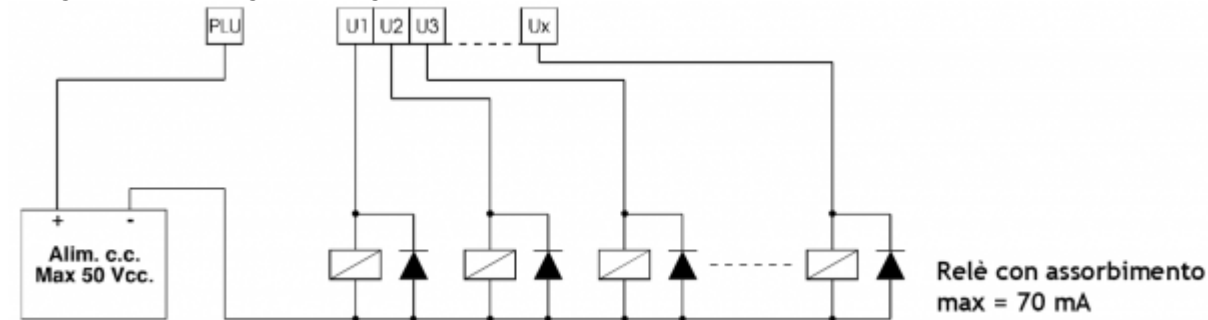 PLU U1 U2 U3 Ux
+ -
Alim. c.c.
Max 50 Vcc.
Relè con assorbimento
max = 70 mA